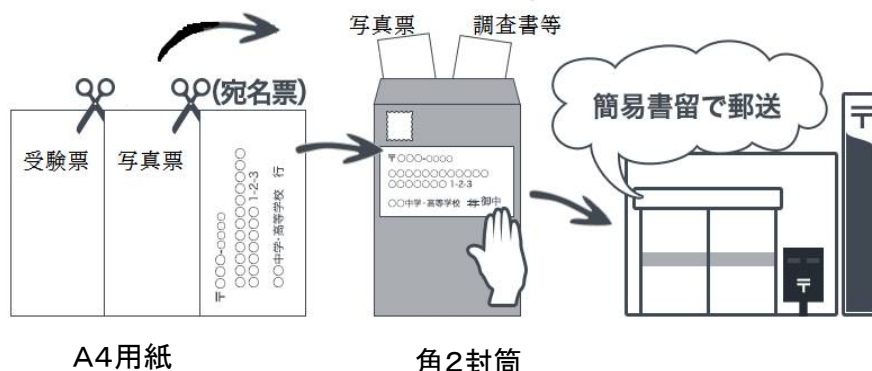 写真票 調査書等
(宛名票)
受験票 写真票
〒○○○-○○○○
○○○○○○○○○○○○
○○○○○○○ 1-2-3
○○中学・高等学校 行
〒○○○-○○○○
○○○○○○○○○○○○
○○○○○○○ 1-2-3
○○中学・高等学校 行 御中
簡易書留で郵送
〒
〒
A4用紙
角2封筒